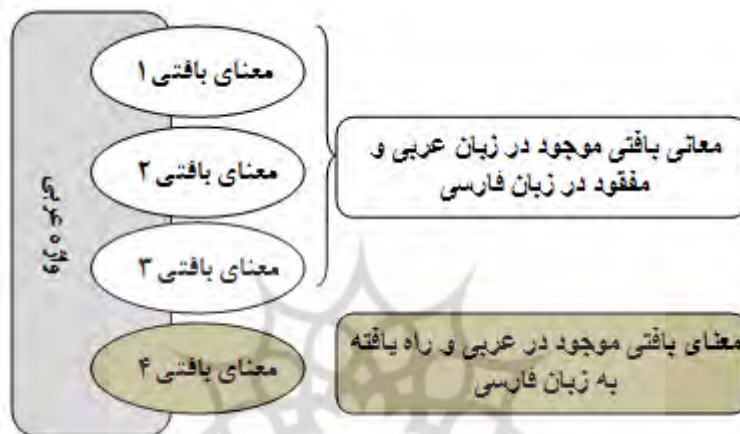 واژه عربی
معنای بافتی ۱
معنای بافتی ۲
معنای بافتی ۳
معنای بافتی ۴
معانی بافتی موجود در زبان عربی و
مفقود در زبان فارسی
معنای بافتی موجود در عربی و راه یافته
به زبان فارسی